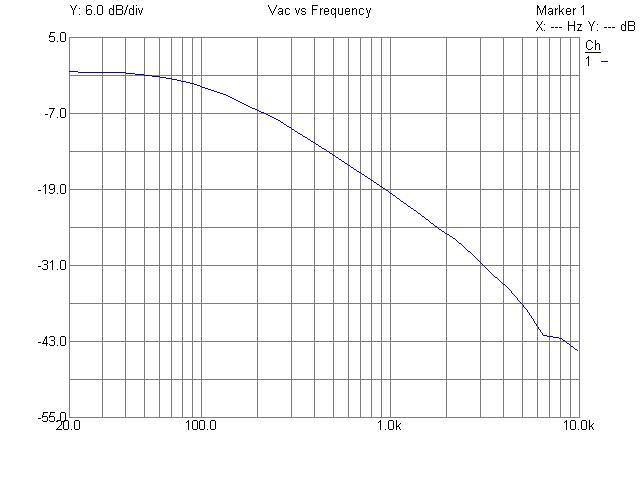 Y: 6.0 dB/div Vac vs Frequency Marker 1
X: --- Hz Y: --- dB
5.0
Ch
1 –
-7.0
-19.0
-31.0
-43.0
-55.0
20.0 100.0 1.0k 10.0k